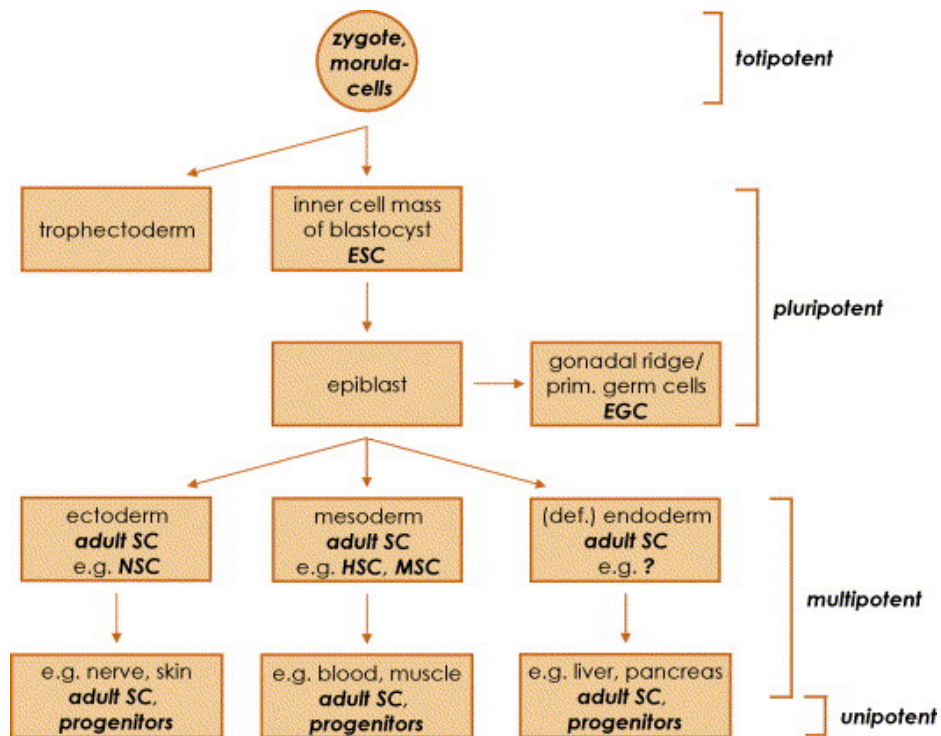 zygote,
morula-
cells
totipotent
trophectoderm
inner cell mass
of blastocyst
ESC
pluripotent
epiblast
gonadal ridge/
prim. germ cells
EGC
ectoderm
adult SC
e.g. NSC
mesoderm
adult SC
e.g. HSC, MSC
(def.) endoderm
adult SC
e.g. ?
multipotent
e.g. nerve, skin
adult SC,
progenitors
e.g. blood, muscle
adult SC,
progenitors
e.g. liver, pancreas
adult SC,
progenitors
unipotent